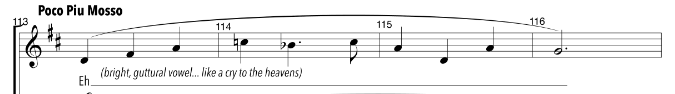 Poco Piu Mosso
113 114 115 116
(bright, guttural vowel... like a cry to the heavens)
Eh